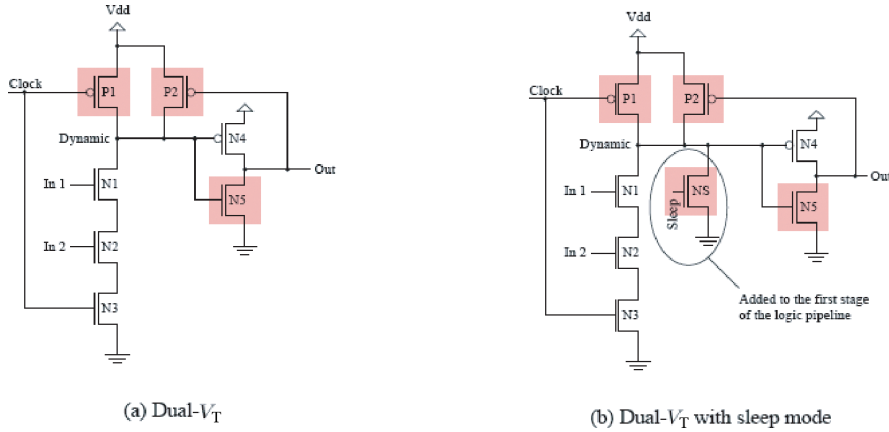 Vdd
Clock
P1
P2
Dynamic
N4
Out
In 1
N1
N5
In 2
N2
N3
(a) Dual-VT
Vdd
Clock
P1
P2
Dynamic
N4
Out
In 1
N1
Sleep
NS
N5
In 2
N2
N3
Added to the first stage
of the logic pipeline
(b) Dual-VT with sleep mode